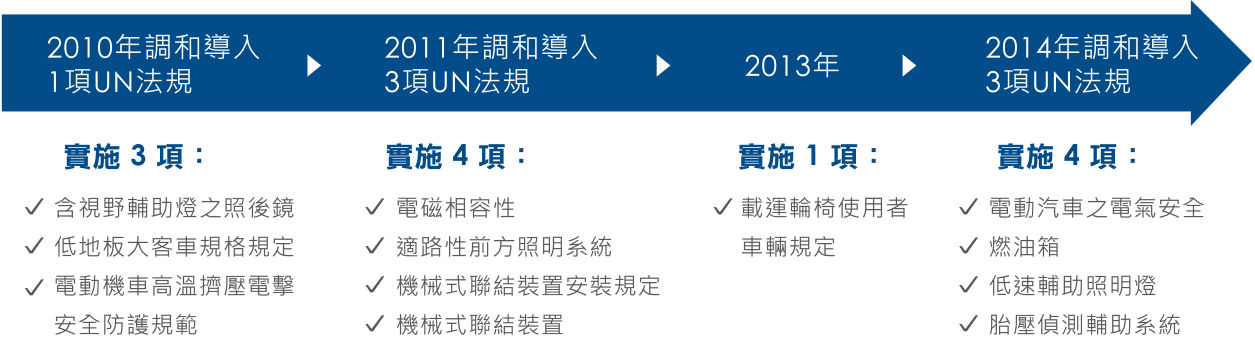 2010年調和導入
1項UN法規
2011年調和導入
3項UN法規
2013年
2014年調和導入
3項UN法規
實施 3 項：
✓ 含視野輔助燈之照後鏡
✓ 低地板大客車規格規定
✓ 電動機車高溫擠壓電擊
安全防護規範
實施 4 項：
✓ 電磁相容性
✓ 適路性前方照明系統
✓ 機械式聯結裝置安裝規定
✓ 機械式聯結裝置
實施 1 項：
✓ 載運輪椅使用者
車輛規定
實施 4 項：
✓ 電動汽車之電氣安全
✓ 燃油箱
✓ 低速輔助照明燈
✓ 胎壓偵測輔助系統